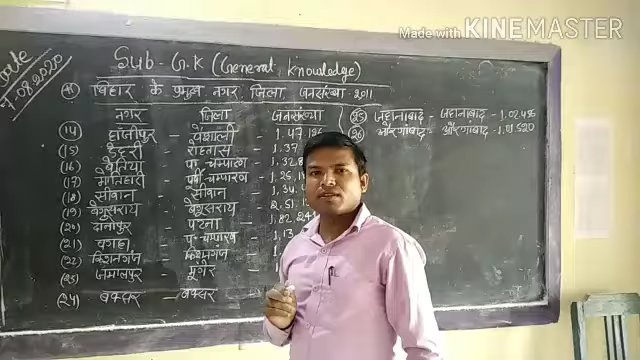 Made with KINEMASTER
Date
7.08.2020
Sub - G.K (General Knowledge)
बिहार के प्रमुख नगर जिला जनसंख्या - 2011
नगर जिला जनसंख्या
(14) हाजीपुर - वैशाली - 1.47,
(15) डेहरी - रोहतास - 1.37
(16) बेतिया - प० चम्पारण - 1.32.
(17) मोतिहारी - पूर्वी चम्पारण - 1.25,
(18) सीवान - सीवान - 1.34,
(19) बेगूसराय - बेगूसराय - 2.51.
(20) दानापुर - पटना - 1.82.
(21) बगहा - प० चम्पारण - 1.13
(22) किशनगंज - किशनगंज
जमालपुर - मुंगेर
(24) बक्सर - बक्सर
(25) जहानाबाद - जहानाबाद - 1.02.
(26) औरंगाबाद - औरंगाबाद - 1.